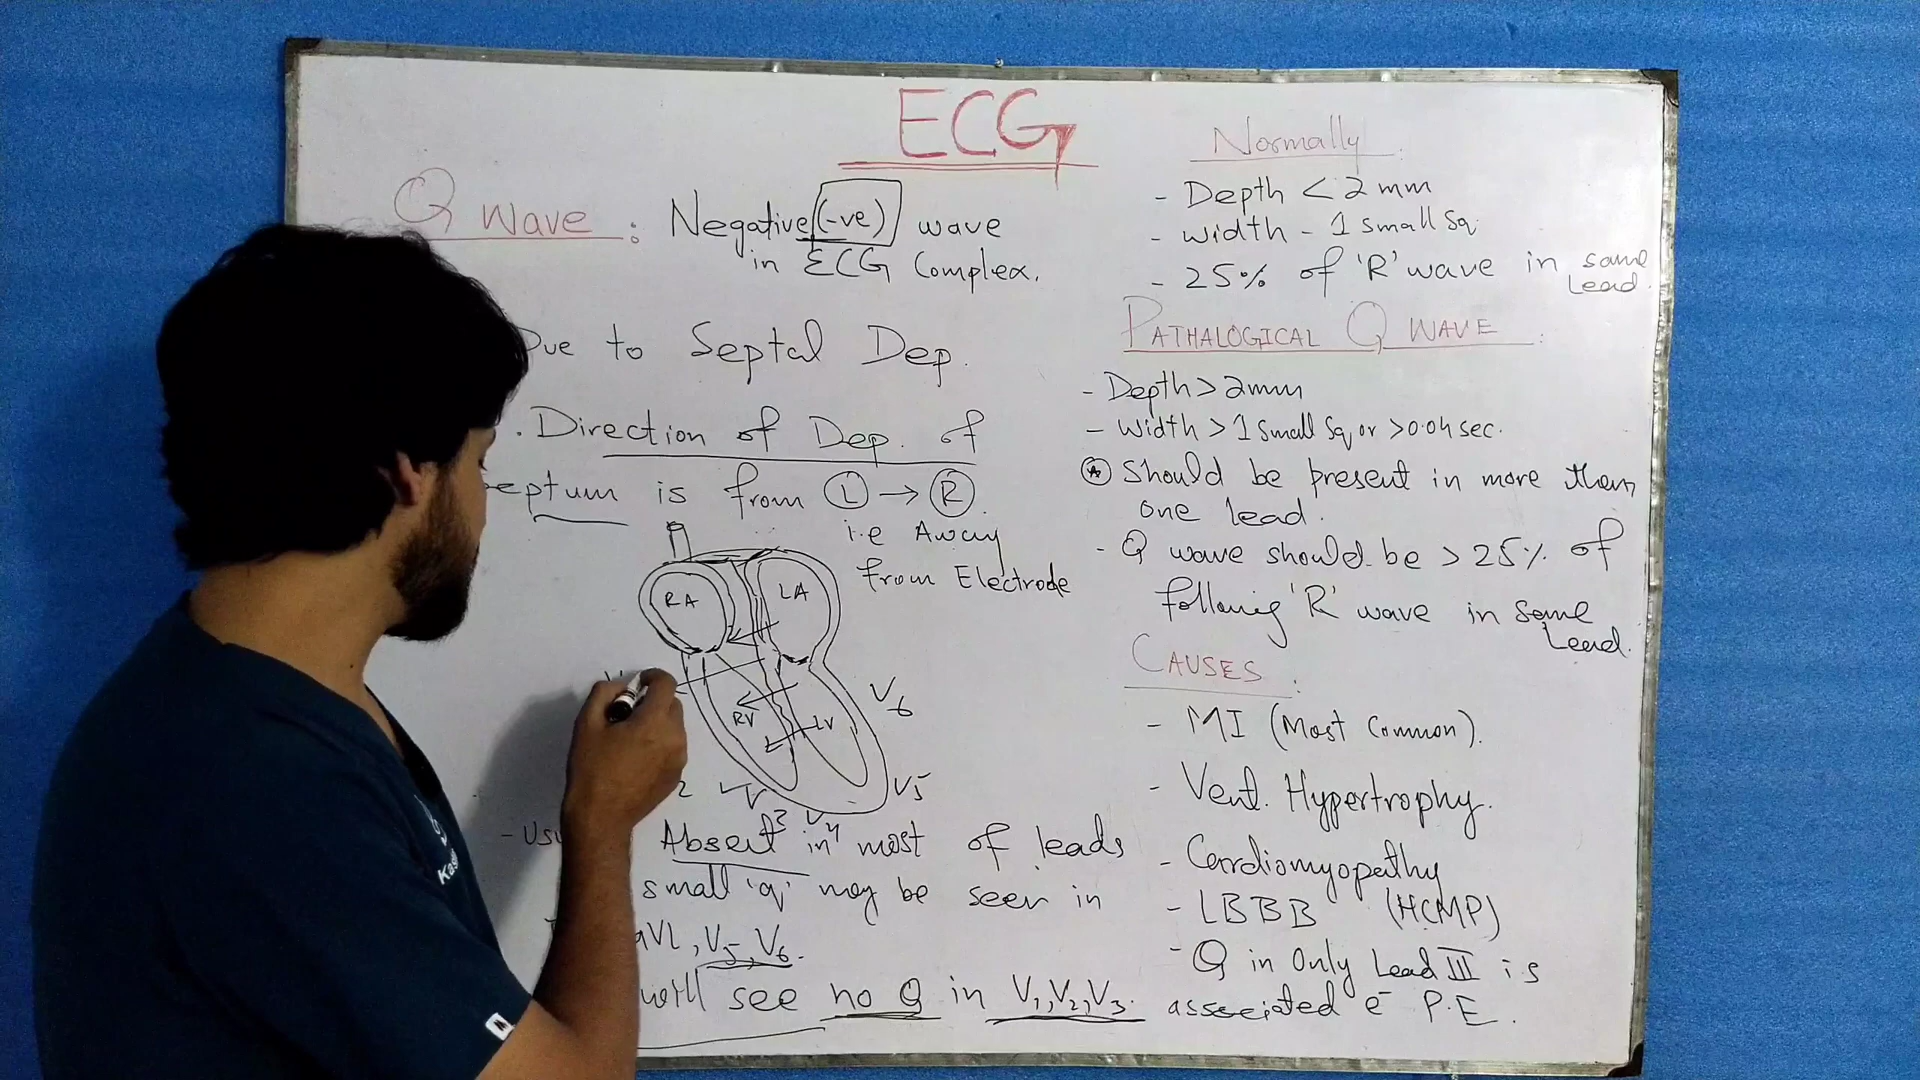 ECG
Q Wave : Negative (-ve) wave
in ECG Complex.
Due to Septal Dep.
. Direction of Dep. of
Septum is from L → R.
i.e Away
from Electrode
RA
LA
RV
LV
V6
V5
2
V3
V4
Absent in most of leads
small 'q' may be seen in
aVL, V5, V6.
will see no Q in V1, V2, V3.
Normally :
- Depth < 2 mm
- width - 1 small Sq.
- 25% of 'R' wave in same
Lead.
PATHALOGICAL Q WAVE :
- Depth > 2mm
- Width > 1 small Sq or > 0.04 sec.
Should be present in more than
one lead.
- Q wave should be > 25% of
following 'R' wave in same
Lead.
CAUSES :
- MI (Most Common).
- Vent. Hypertrophy.
- Cardiomyopathy
(HCMP)
- LBBB
- Q in Only Lead III is
associated c̄ P.E.